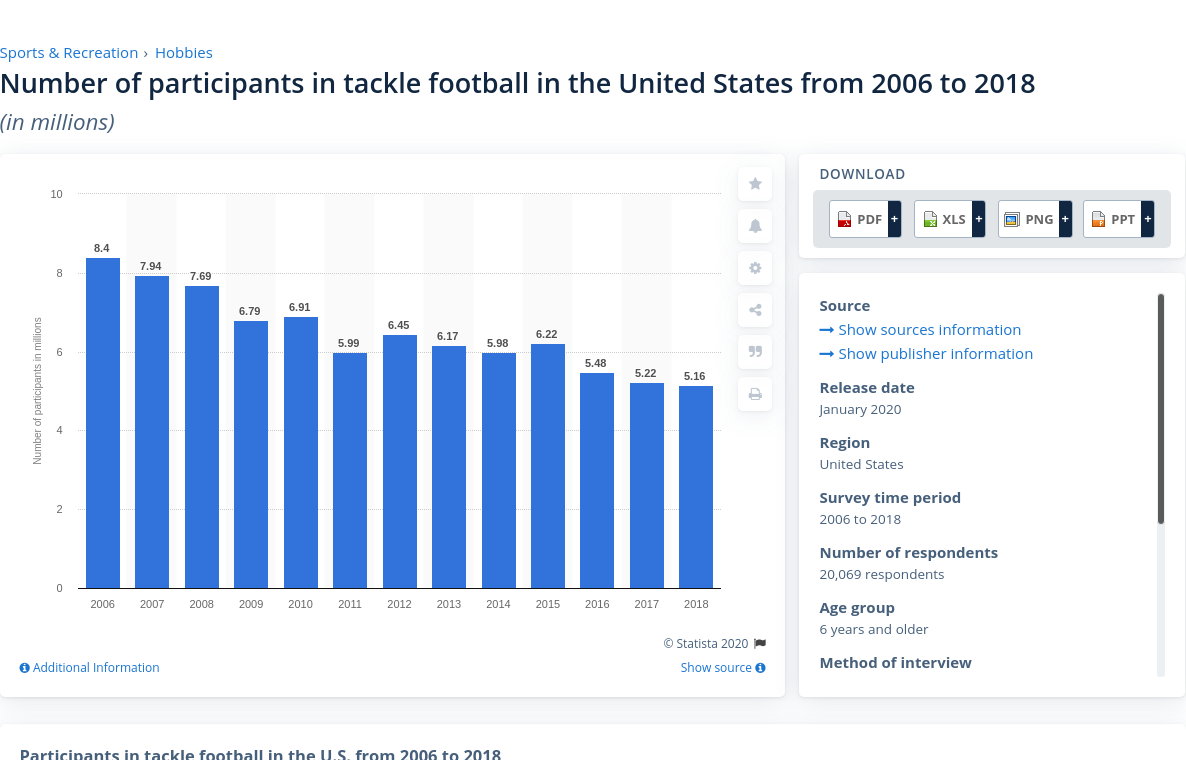 Sports & Recreation › Hobbies
Number of participants in tackle football in the United States from 2006 to 2018
(in millions)
Number of participants in millions
10
8
6
4
2
0
8.4
7.94
7.69
6.79
6.91
5.99
6.45
6.17
5.98
6.22
5.48
5.22
5.16
2006 2007 2008 2009 2010 2011 2012 2013 2014 2015 2016 2017 2018
© Statista 2020
Additional Information
Show source
DOWNLOAD
PDF + XLS + PNG + PPT +
Source
Show sources information
Show publisher information
Release date
January 2020
Region
United States
Survey time period
2006 to 2018
Number of respondents
20,069 respondents
Age group
6 years and older
Method of interview
Participants in tackle football in the U.S. from 2006 to 2018